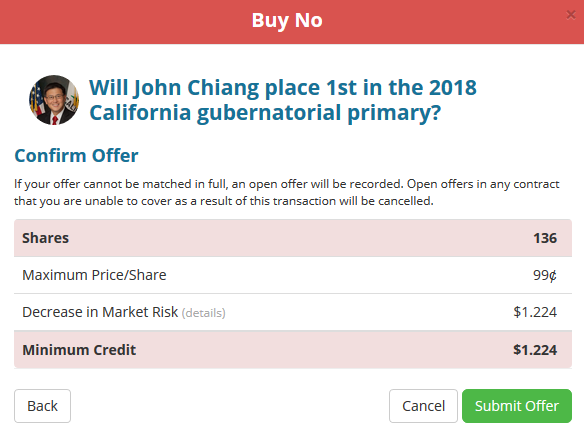 Buy No
×
Will John Chiang place 1st in the 2018
California gubernatorial primary?
Confirm Offer
If your offer cannot be matched in full, an open offer will be recorded. Open offers in any contract
that you are unable to cover as a result of this transaction will be cancelled.
Shares 136
Maximum Price/Share 99¢
Decrease in Market Risk (details) $1.224
Minimum Credit $1.224
Back Cancel Submit Offer